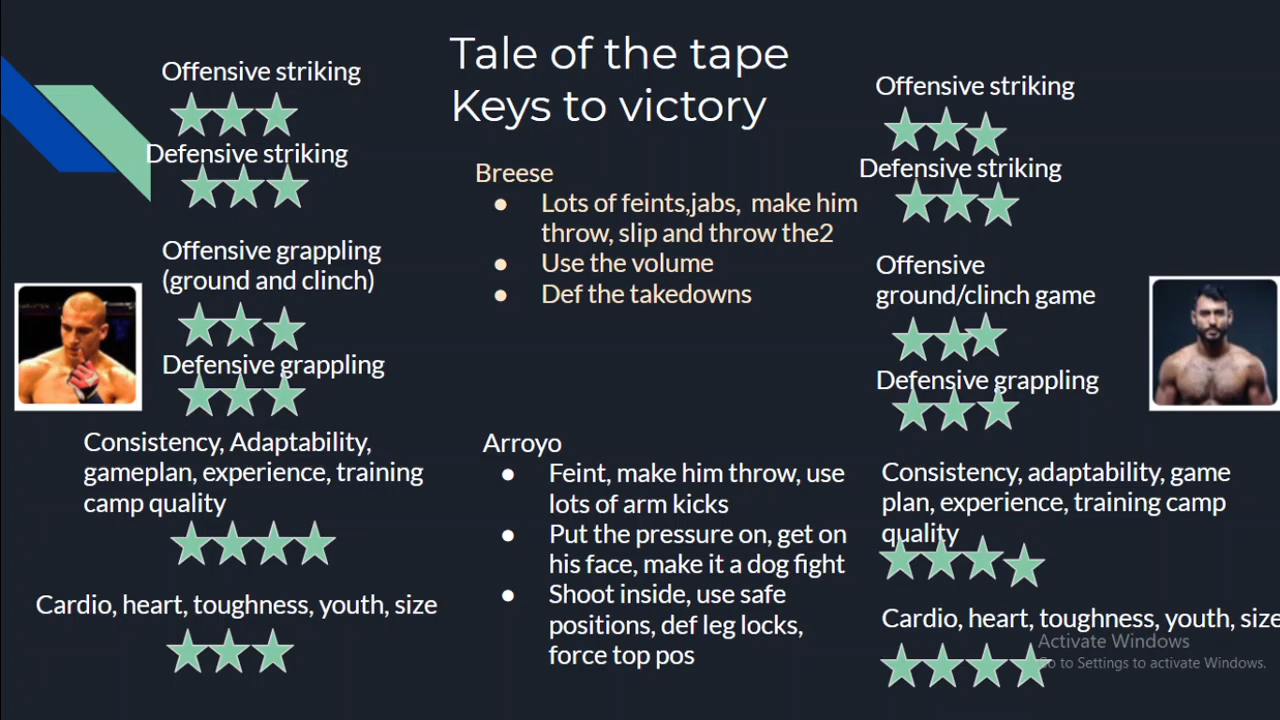 Tale of the tape
Keys to victory
Offensive striking
Defensive striking
Offensive grappling
(ground and clinch)
Defensive grappling
Consistency, Adaptability,
gameplan, experience, training
camp quality
Cardio, heart, toughness, youth, size
Breese
● Lots of feints,jabs, make him
throw, slip and throw the2
● Use the volume
● Def the takedowns
Arroyo
● Feint, make him throw, use
lots of arm kicks
● Put the pressure on, get on
his face, make it a dog fight
● Shoot inside, use safe
positions, def leg locks,
force top pos
Offensive striking
Defensive striking
Offensive
ground/clinch game
Defensive grappling
Consistency, adaptability, game
plan, experience, training camp
quality
Cardio, heart, toughness, youth, size
Activate Windows
Go to Settings to activate Windows.